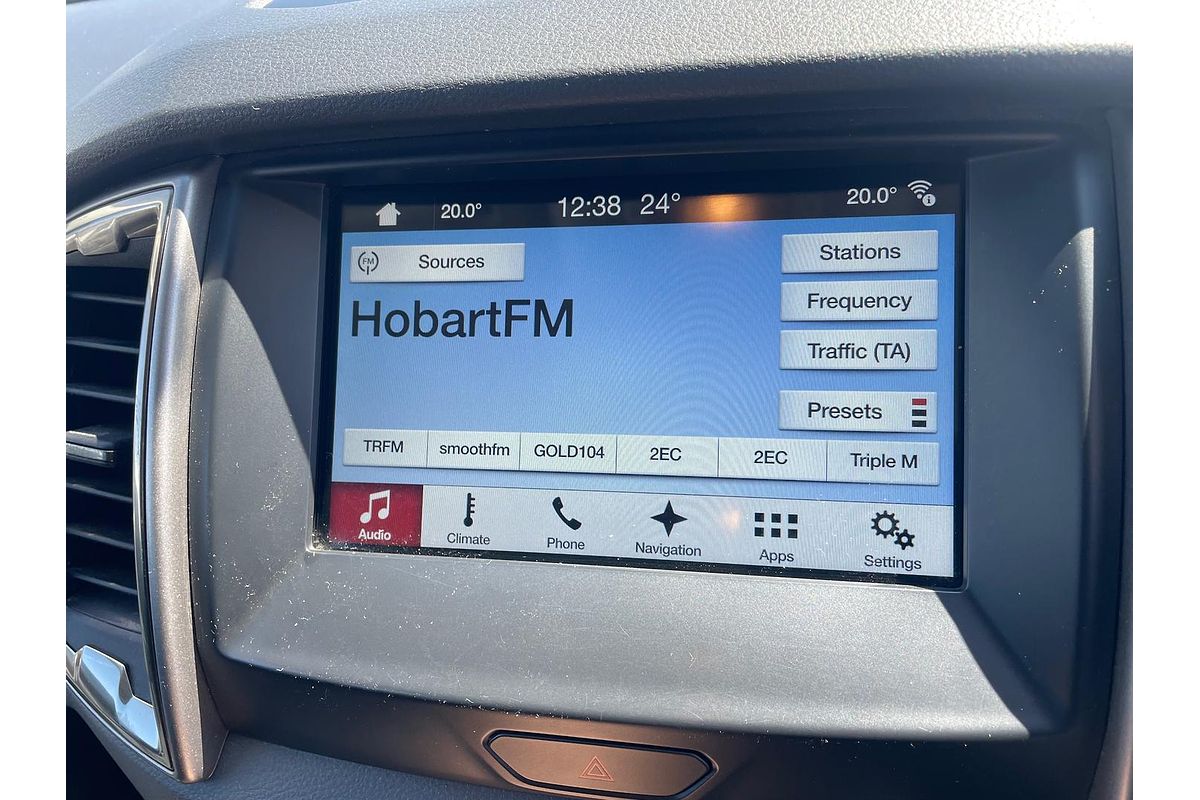 20.0° 12:38 24° 20.0°
FM Sources
Stations
HobartFM
Frequency
Traffic (TA)
Presets
TRFM smoothfm GOLD104 2EC 2EC Triple M
Audio Climate Phone Navigation Apps Settings